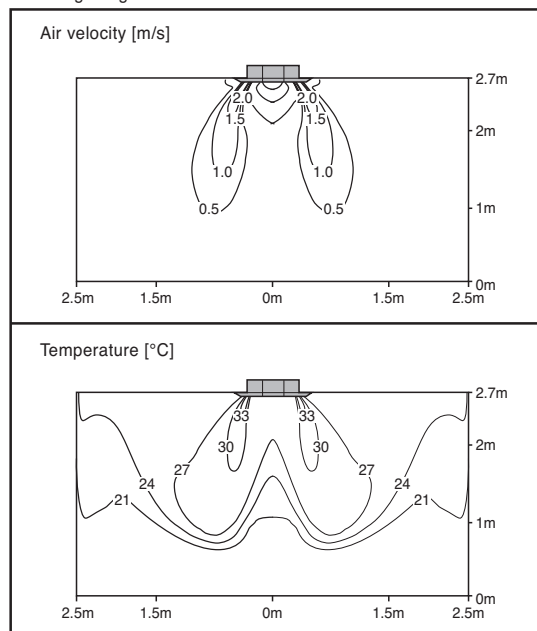 Air velocity [m/s]
2.7m
2.0 2.0
1.5 1.5
2m
1.0 1.0
0.5 0.5
1m
0m
2.5m 1.5m 0m 1.5m 2.5m
Temperature [°C]
2.7m
33 33
30 30
2m
27 27
24 24
21 21
1m
0m
2.5m 1.5m 0m 1.5m 2.5m